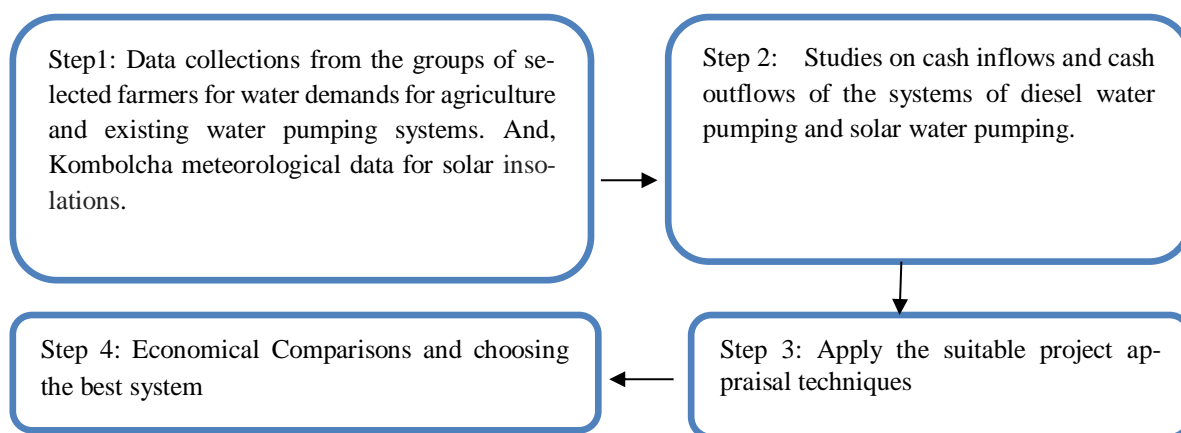 Step1: Data collections from the groups of se-
lected farmers for water demands for agriculture
and existing water pumping systems. And,
Kombolcha meteorological data for solar inso-
lations.
Step 2: Studies on cash inflows and cash
outflows of the systems of diesel water
pumping and solar water pumping.
Step 3: Apply the suitable project ap-
praisal techniques
Step 4: Economical Comparisons and choosing
the best system